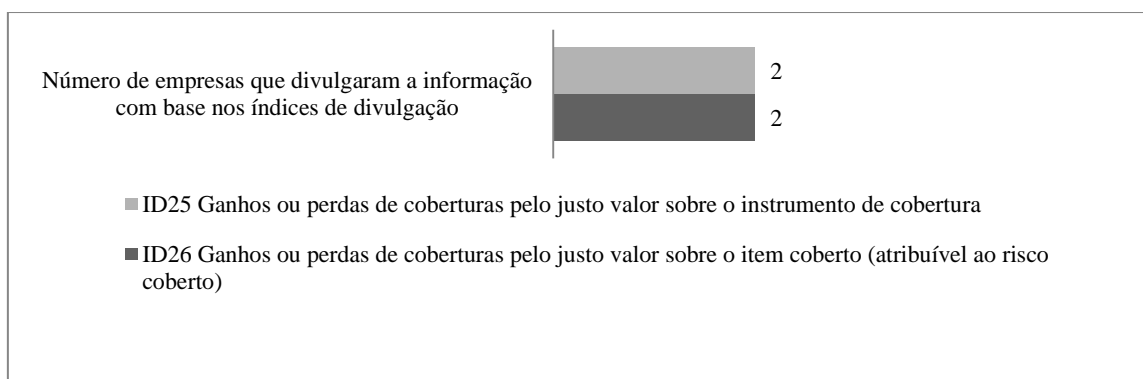 Número de empresas que divulgaram a informação
com base nos índices de divulgação
2
2
ID25 Ganhos ou perdas de coberturas pelo justo valor sobre o instrumento de cobertura
ID26 Ganhos ou perdas de coberturas pelo justo valor sobre o item coberto (atribuível ao risco
coberto)